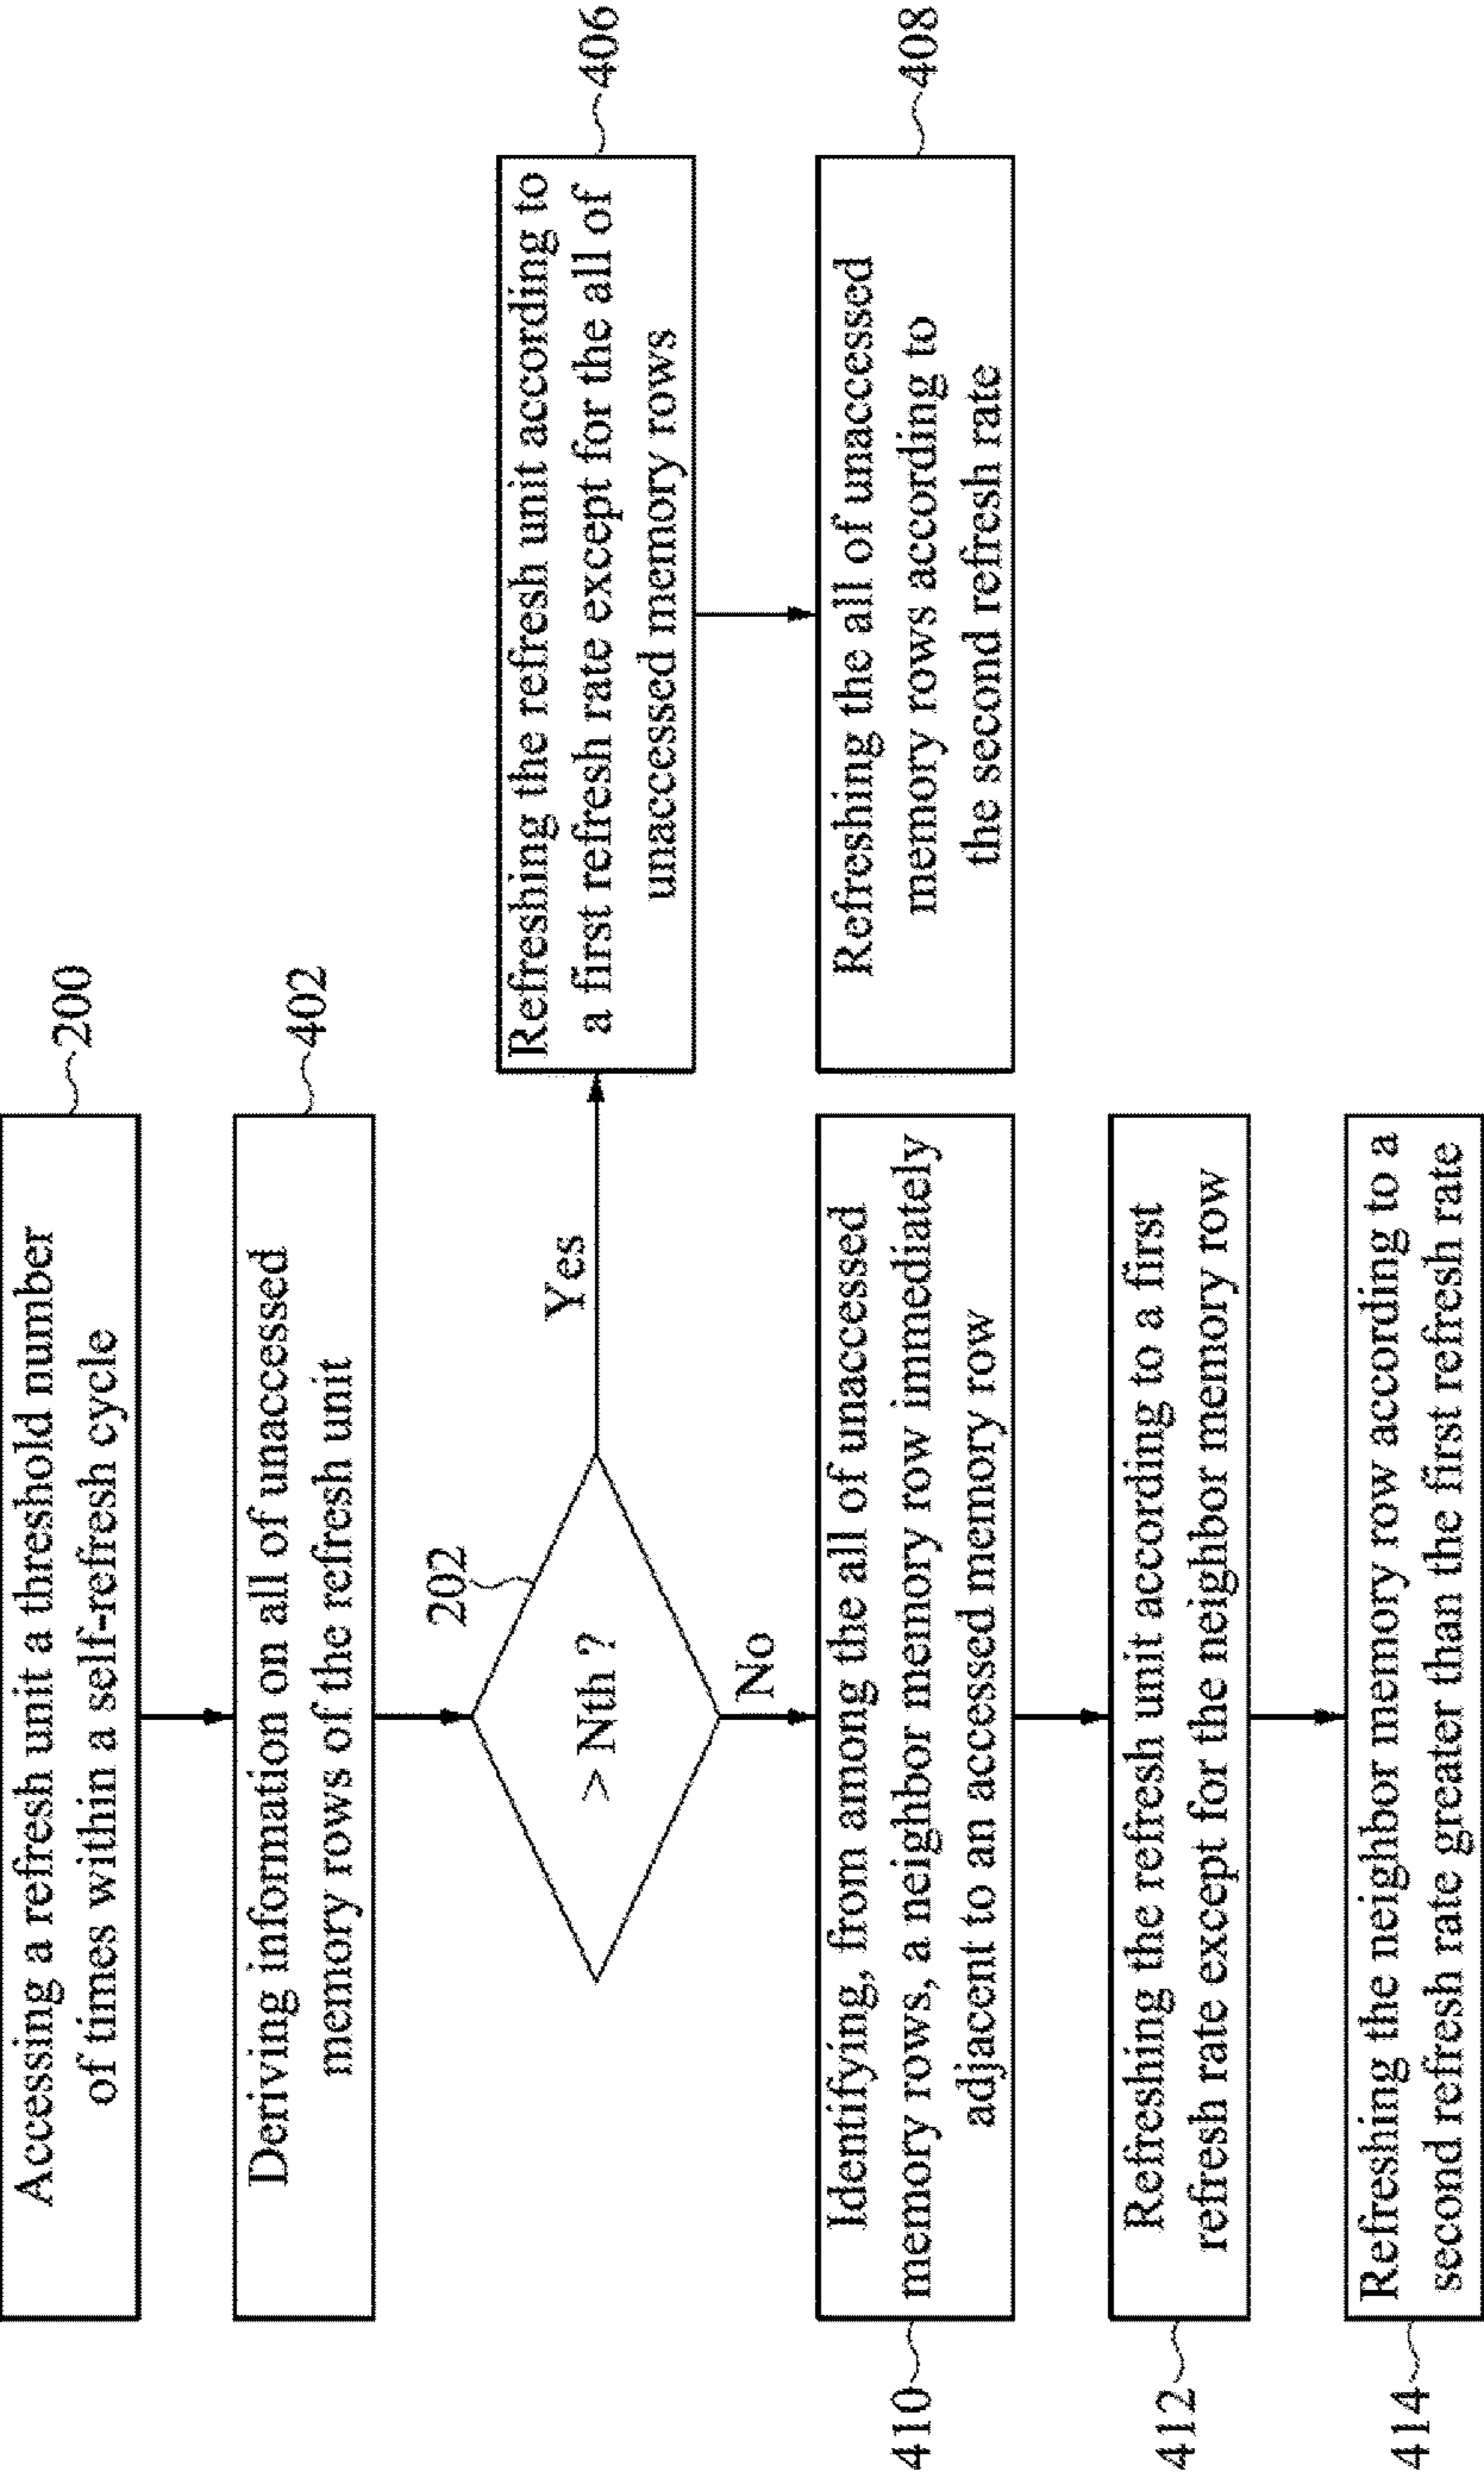 Accessing a refresh unit a threshold number
of times within a self-refresh cycle
200
Deriving information on all of unaccessed
memory rows of the refresh unit
402
202
> Nth ?
Yes
Refreshing the refresh unit according to
a first refresh rate except for the all of
unaccessed memory rows
406
Refreshing the all of unaccessed
memory rows according to
the second refresh rate
408
No
410
Identifying, from among the all of unaccessed
memory rows, a neighbor memory row immediately
adjacent to an accessed memory row
412
Refreshing the refresh unit according to a first
refresh rate except for the neighbor memory row
414
Refreshing the neighbor memory row according to a
second refresh rate greater than the first refresh rate